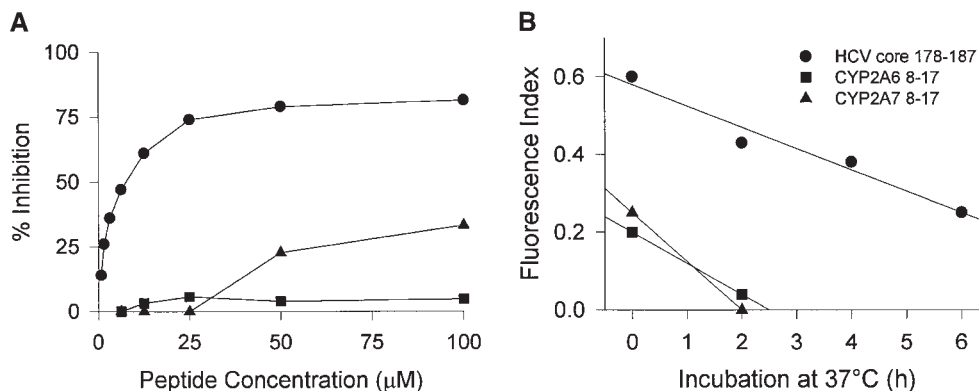 A
100
75
50
25
0
% Inhibition
0
25
50
75
100
Peptide Concentration (µM)
B
HCV core 178-187
CYP2A6 8-17
CYP2A7 8-17
0.6
0.4
0.2
0.0
Fluorescence Index
0
1
2
3
4
5
6
Incubation at 37°C (h)